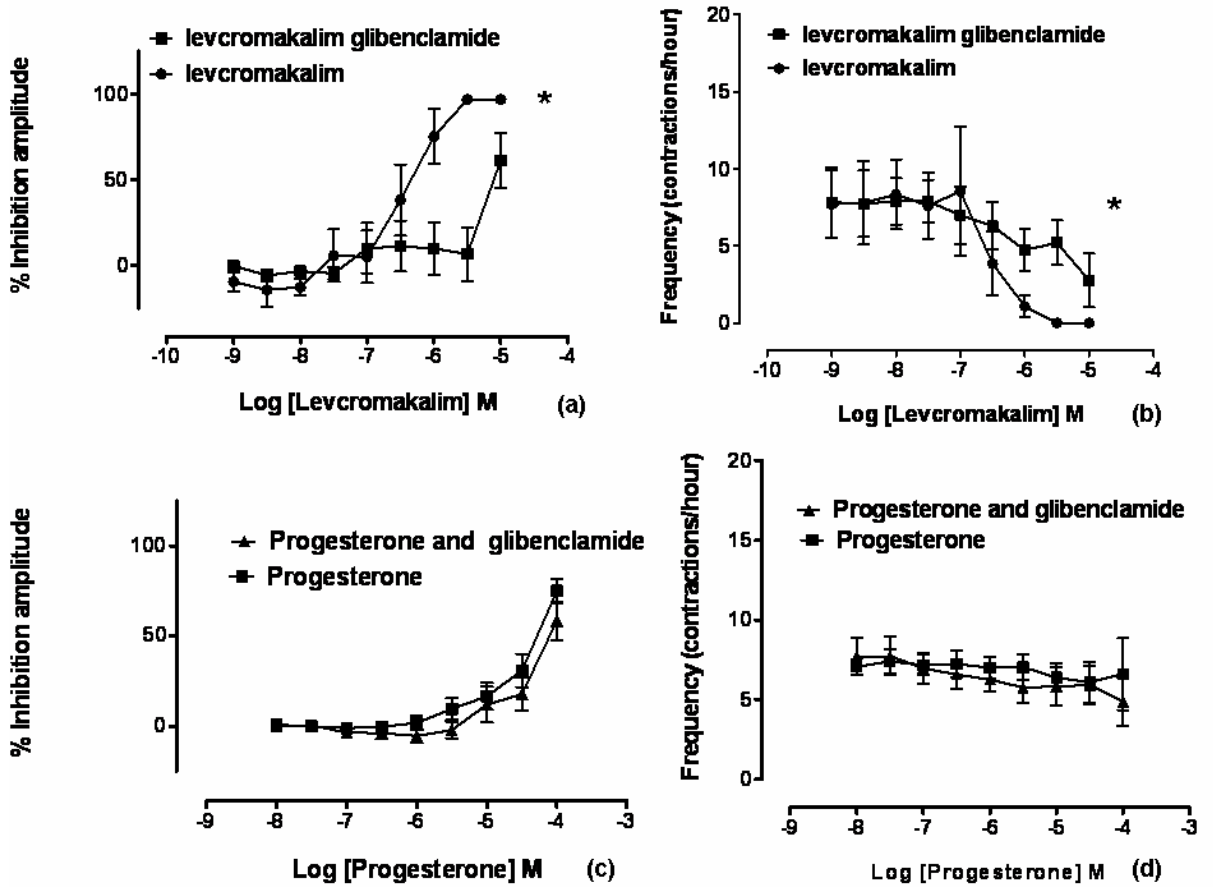 levcromakalim glibenclamide
levcromakalim
% Inhibition amplitude
100
50
0
-10 -9 -8 -7 -6 -5 -4
Log [Levcromakalim] M (a)
*
levcromakalim glibenclamide
levcromakalim
Frequency (contractions/hour)
20
15
10
5
0
-10 -9 -8 -7 -6 -5 -4
Log [Levcromakalim] M (b)
*
Progesterone and glibenclamide
Progesterone
% Inhibition amplitude
100
50
0
-9 -8 -7 -6 -5 -4 -3
Log [Progesterone] M (c)
Progesterone and glibenclamide
Progesterone
Frequency (contractions/hour)
20
15
10
5
0
-9 -8 -7 -6 -5 -4 -3
Log [Progesterone] M (d)